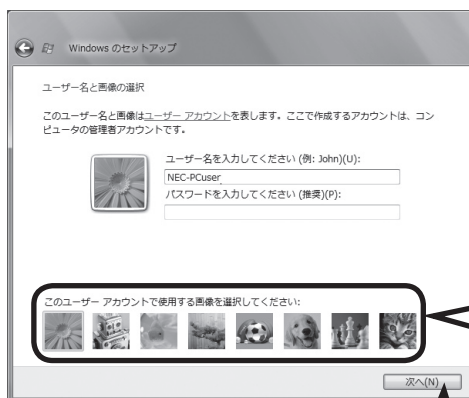 Windows のセットアップ
ユーザー名と画像の選択
このユーザー名と画像はユーザー アカウントを表します。ここで作成するアカウントは、コン
ピュータの管理者アカウントです。
ユーザー名を入力してください (例: John)(U):
NEC-PCuser
パスワードを入力してください (推奨)(P):
このユーザー アカウントで使用する画像を選択してください:
次へ(N)